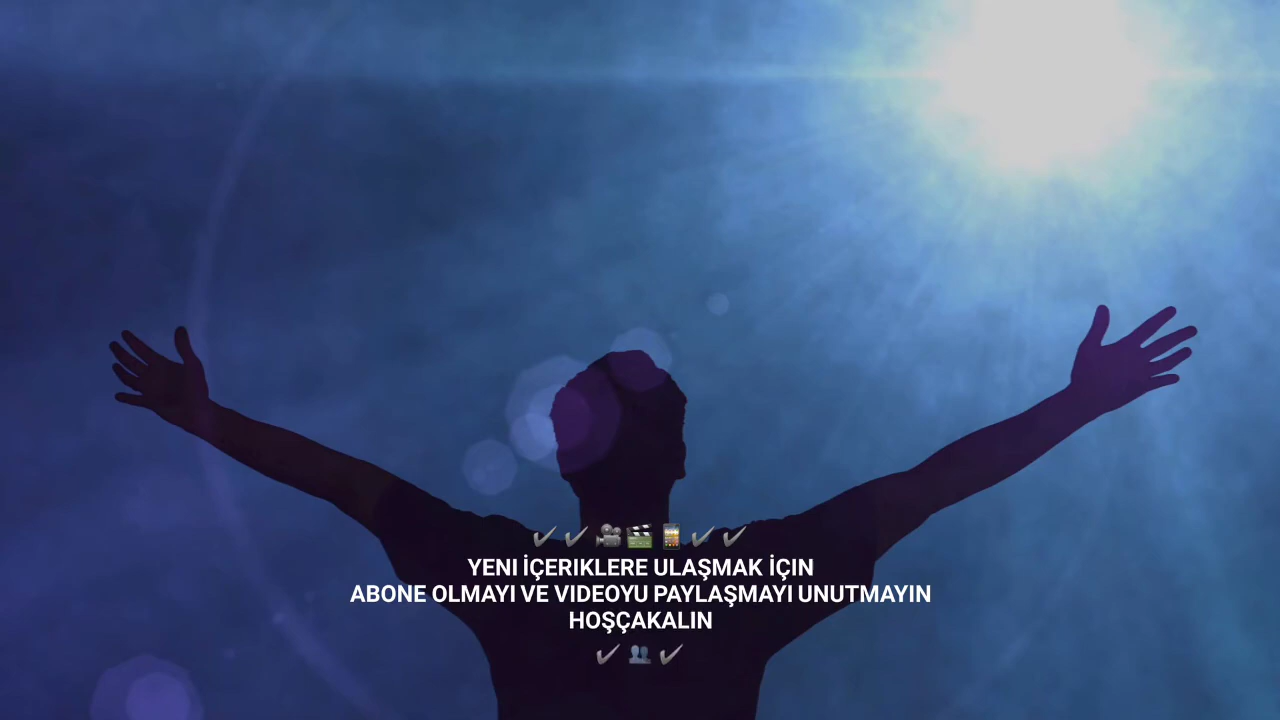 ✔✔🎥🎬📱✔✔
YENI İÇERIKLERE ULAŞMAK İÇIN
ABONE OLMAYI VE VIDEOYU PAYLAŞMAYI UNUTMAYIN
HOŞÇAKALIN
✔👥✔